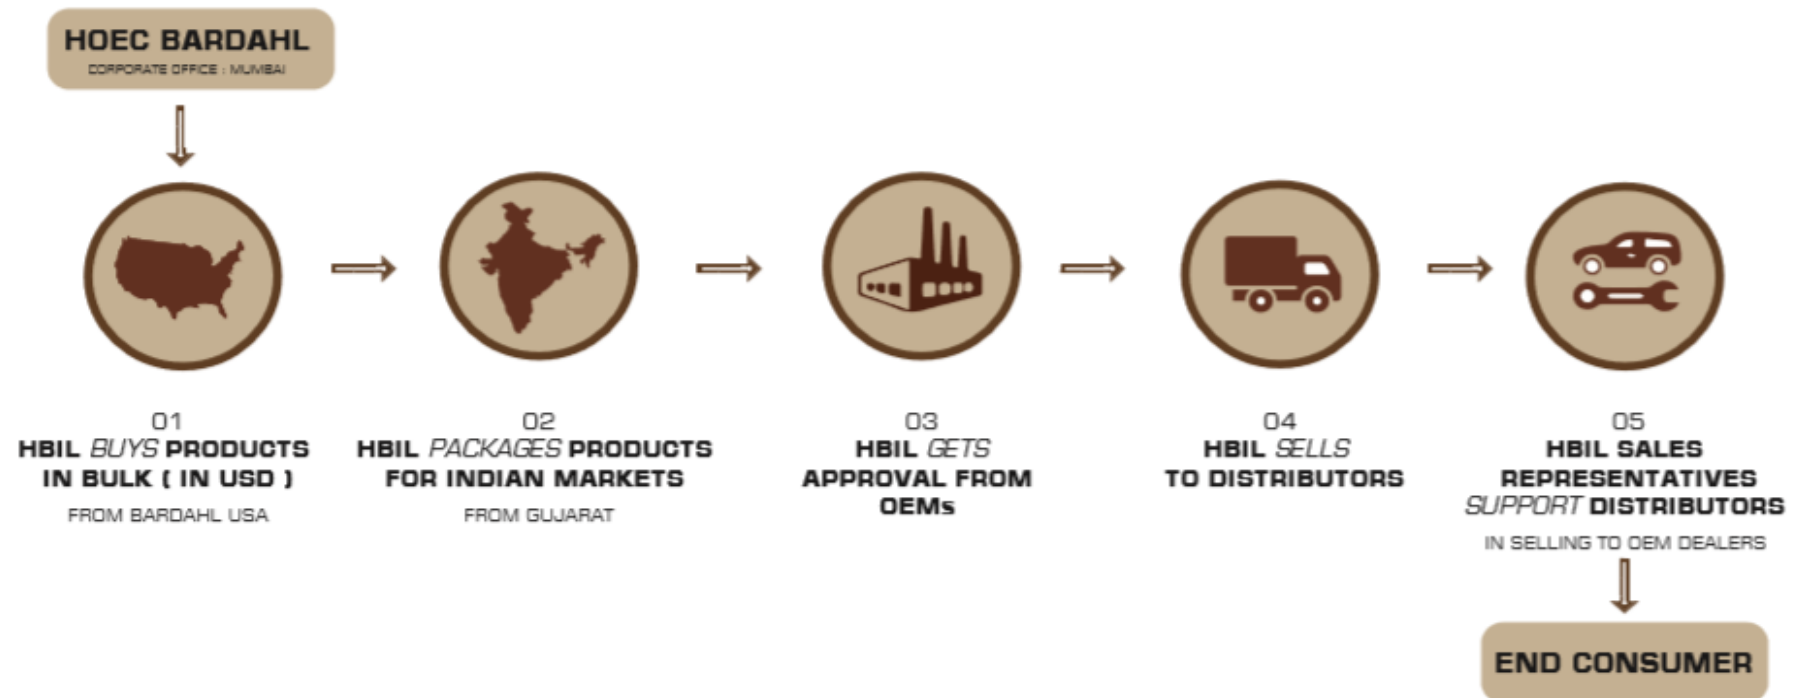 HOEC BARDAHL
CORPORATE OFFICE : MUMBAI
01
HBIL BUYS PRODUCTS
IN BULK ( IN USD )
FROM BARDAHL USA
02
HBIL PACKAGES PRODUCTS
FOR INDIAN MARKETS
FROM GUJARAT
03
HBIL GETS
APPROVAL FROM
OEMs
04
HBIL SELLS
TO DISTRIBUTORS
05
HBIL SALES
REPRESENTATIVES
SUPPORT DISTRIBUTORS
IN SELLING TO OEM DEALERS
END CONSUMER